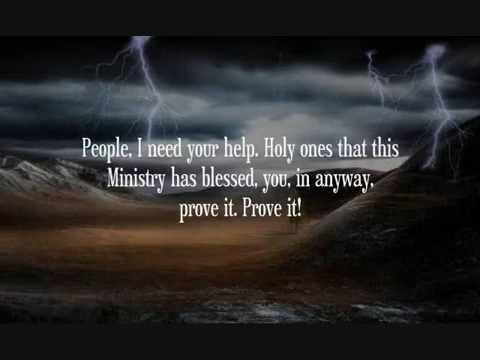 People, I need your help. Holy ones that this
Ministry has blessed, you, in anyway,
prove it. Prove it!